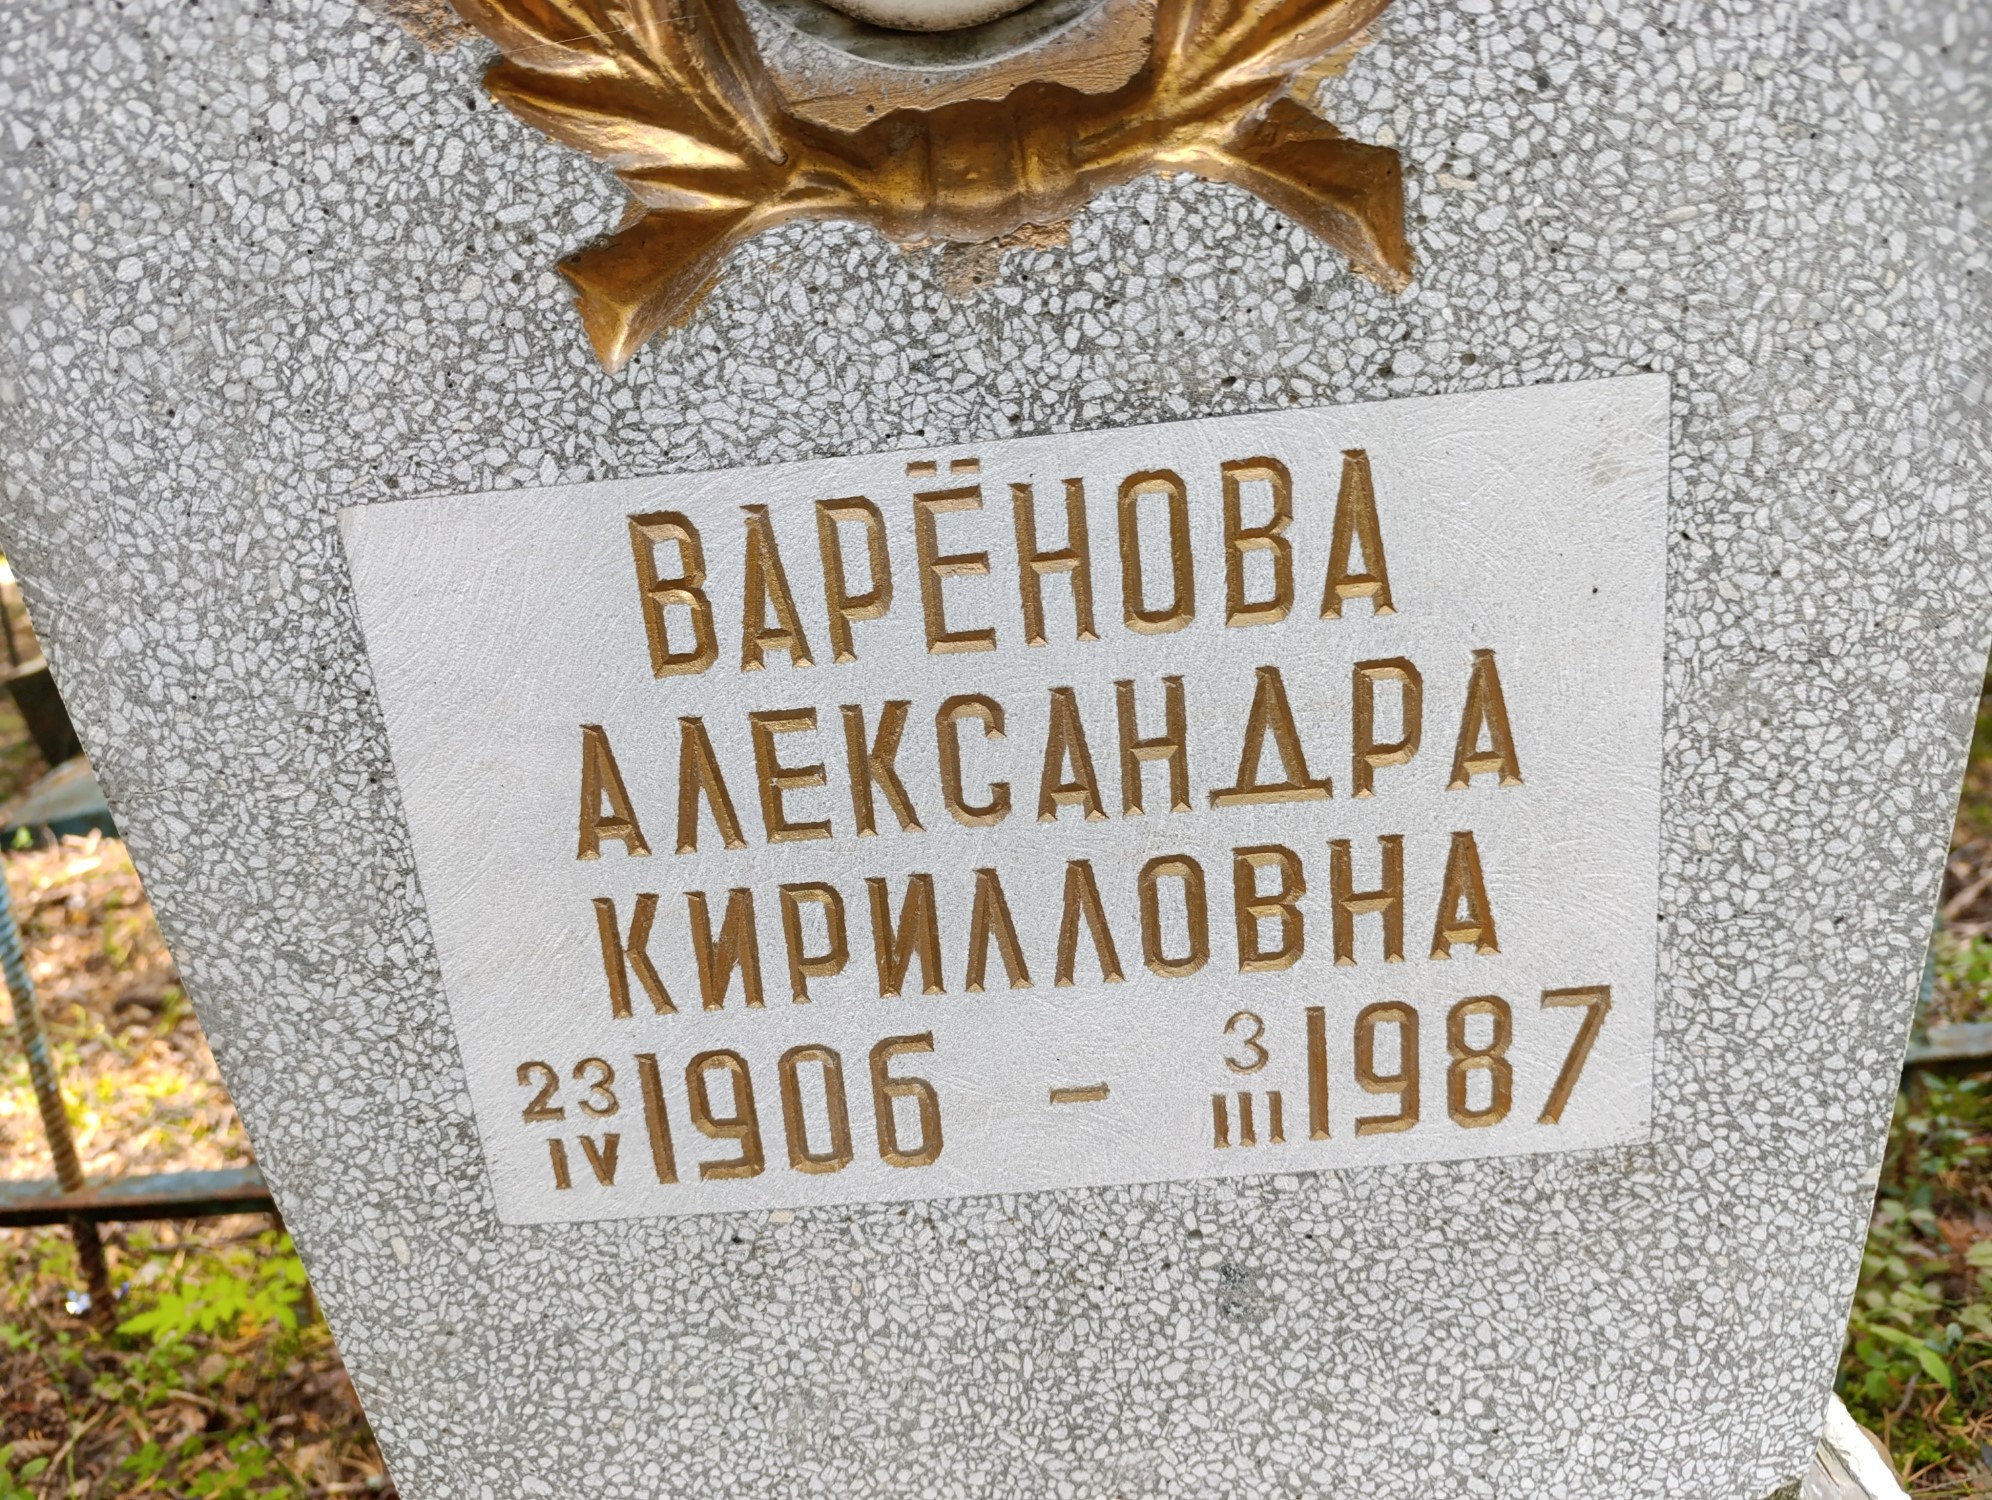 ВАРЁНОВА
АЛЕКСАНДРА
КИРИЛЛОВНА
23 IV 1906 - 3 III 1987